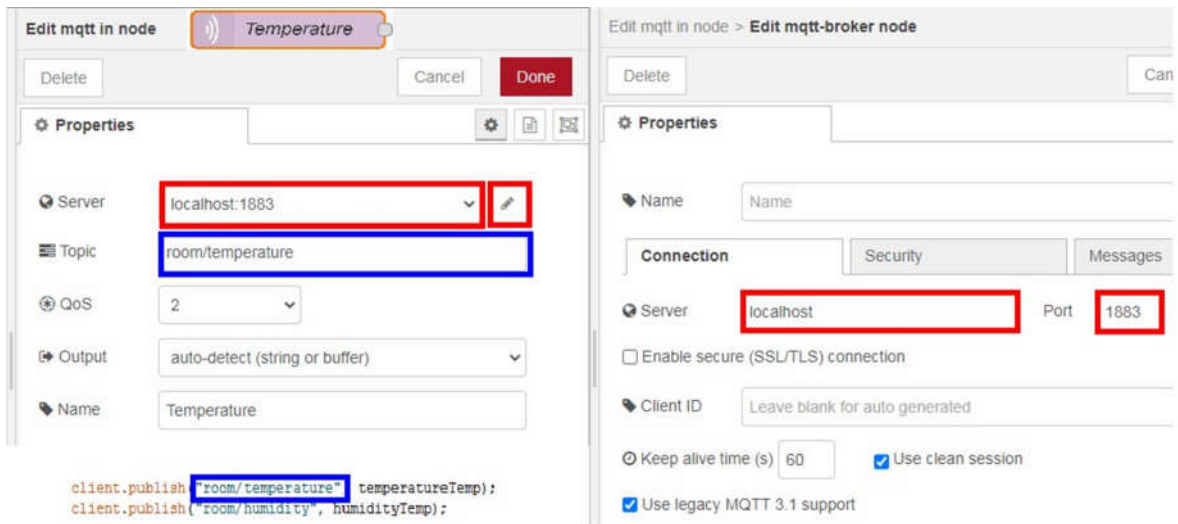 Edit mqtt in node
Temperature
Delete
Cancel
Done
Properties
Server
localhost:1883
Topic
room/temperature
QoS
2
Output
auto-detect (string or buffer)
Name
Temperature
client.publish("room/temperature", temperatureTemp);
client.publish("room/humidity", humidityTemp);
Edit mqtt in node > Edit mqtt-broker node
Delete
Can
Properties
Name
Name
Connection
Security
Messages
Server
localhost
Port
1883
Enable secure (SSL/TLS) connection
Client ID
Leave blank for auto generated
Keep alive time (s)
60
Use clean session
Use legacy MQTT 3.1 support